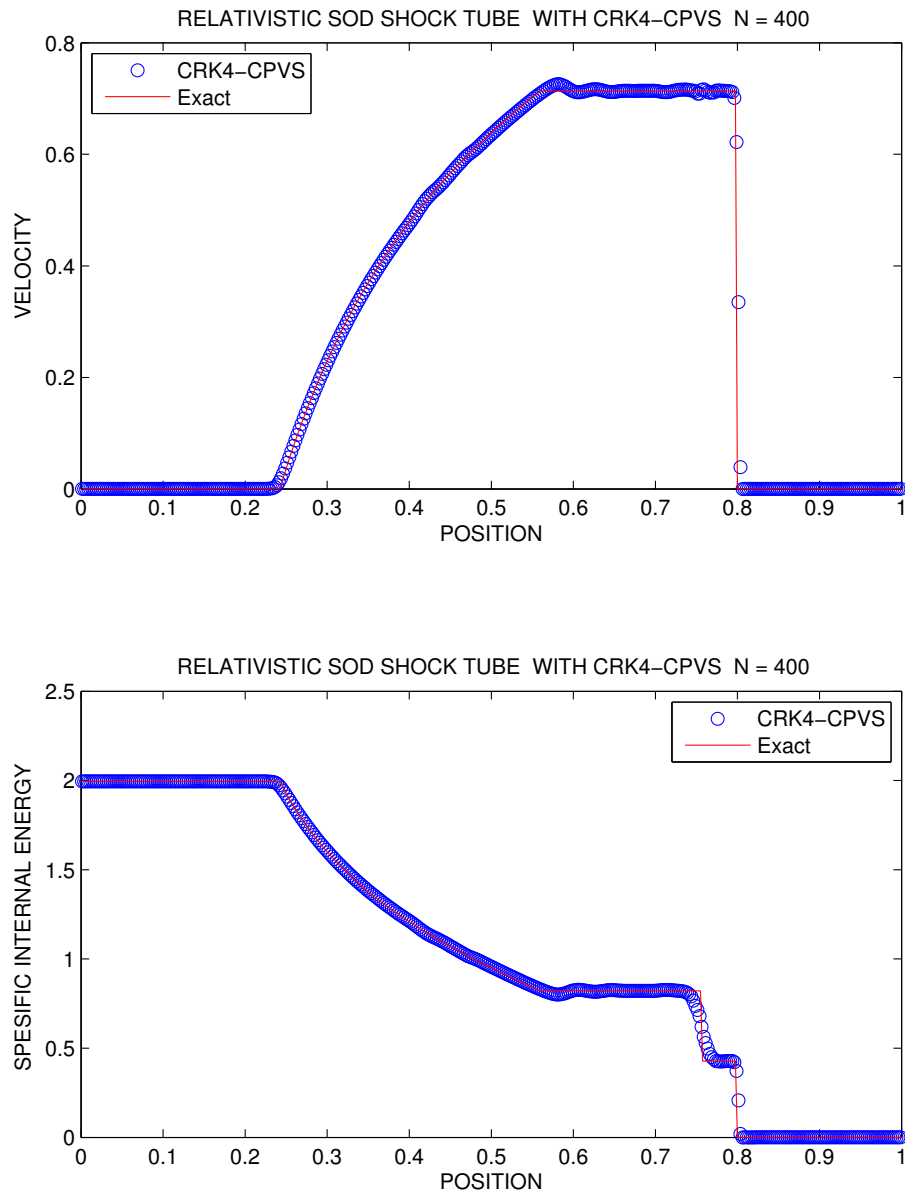 RELATIVISTIC SOD SHOCK TUBE WITH CRK4−CPVS N = 400
CRK4−CPVS
Exact
VELOCITY
0.8
0.6
0.4
0.2
0
0 0.1 0.2 0.3 0.4 0.5 0.6 0.7 0.8 0.9 1
POSITION
RELATIVISTIC SOD SHOCK TUBE WITH CRK4−CPVS N = 400
CRK4−CPVS
Exact
SPESIFIC INTERNAL ENERGY
2.5
2
1.5
1
0.5
0
0 0.1 0.2 0.3 0.4 0.5 0.6 0.7 0.8 0.9 1
POSITION